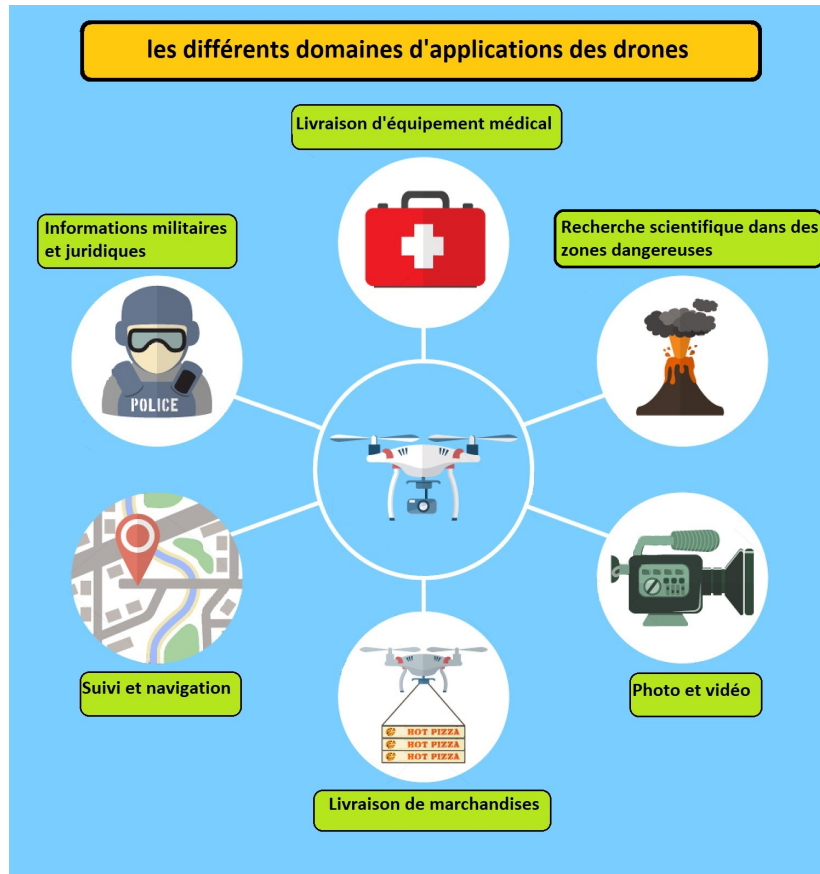 les différents domaines d'applications des drones
Livraison d'équipement médical
Informations militaires
et juridiques
Recherche scientifique dans des
zones dangereuses
POLICE
Suivi et navigation
Photo et vidéo
HOT PIZZA
HOT PIZZA
HOT PIZZA
Livraison de marchandises